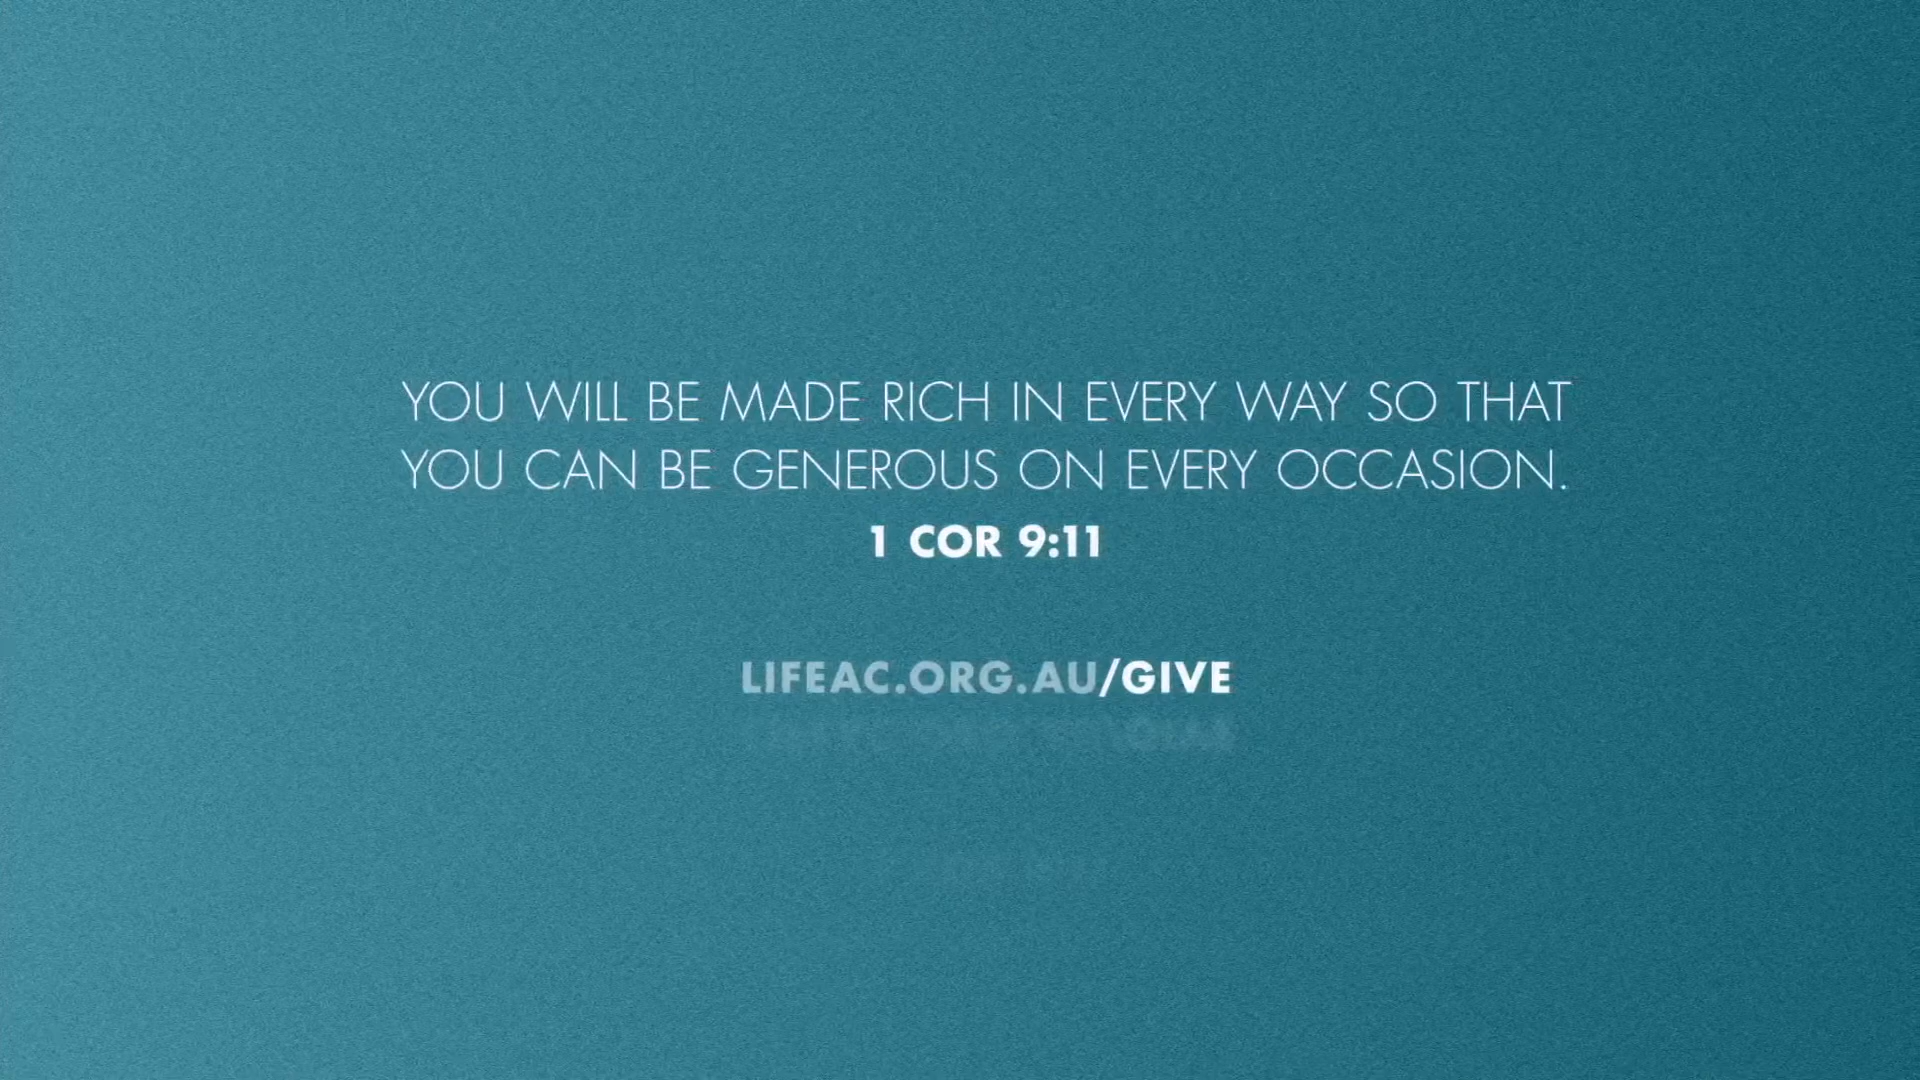 YOU WILL BE MADE RICH IN EVERY WAY SO THAT
YOU CAN BE GENEROUS ON EVERY OCCASION.
1 COR 9:11
LIFEAC.ORG.AU/GIVE